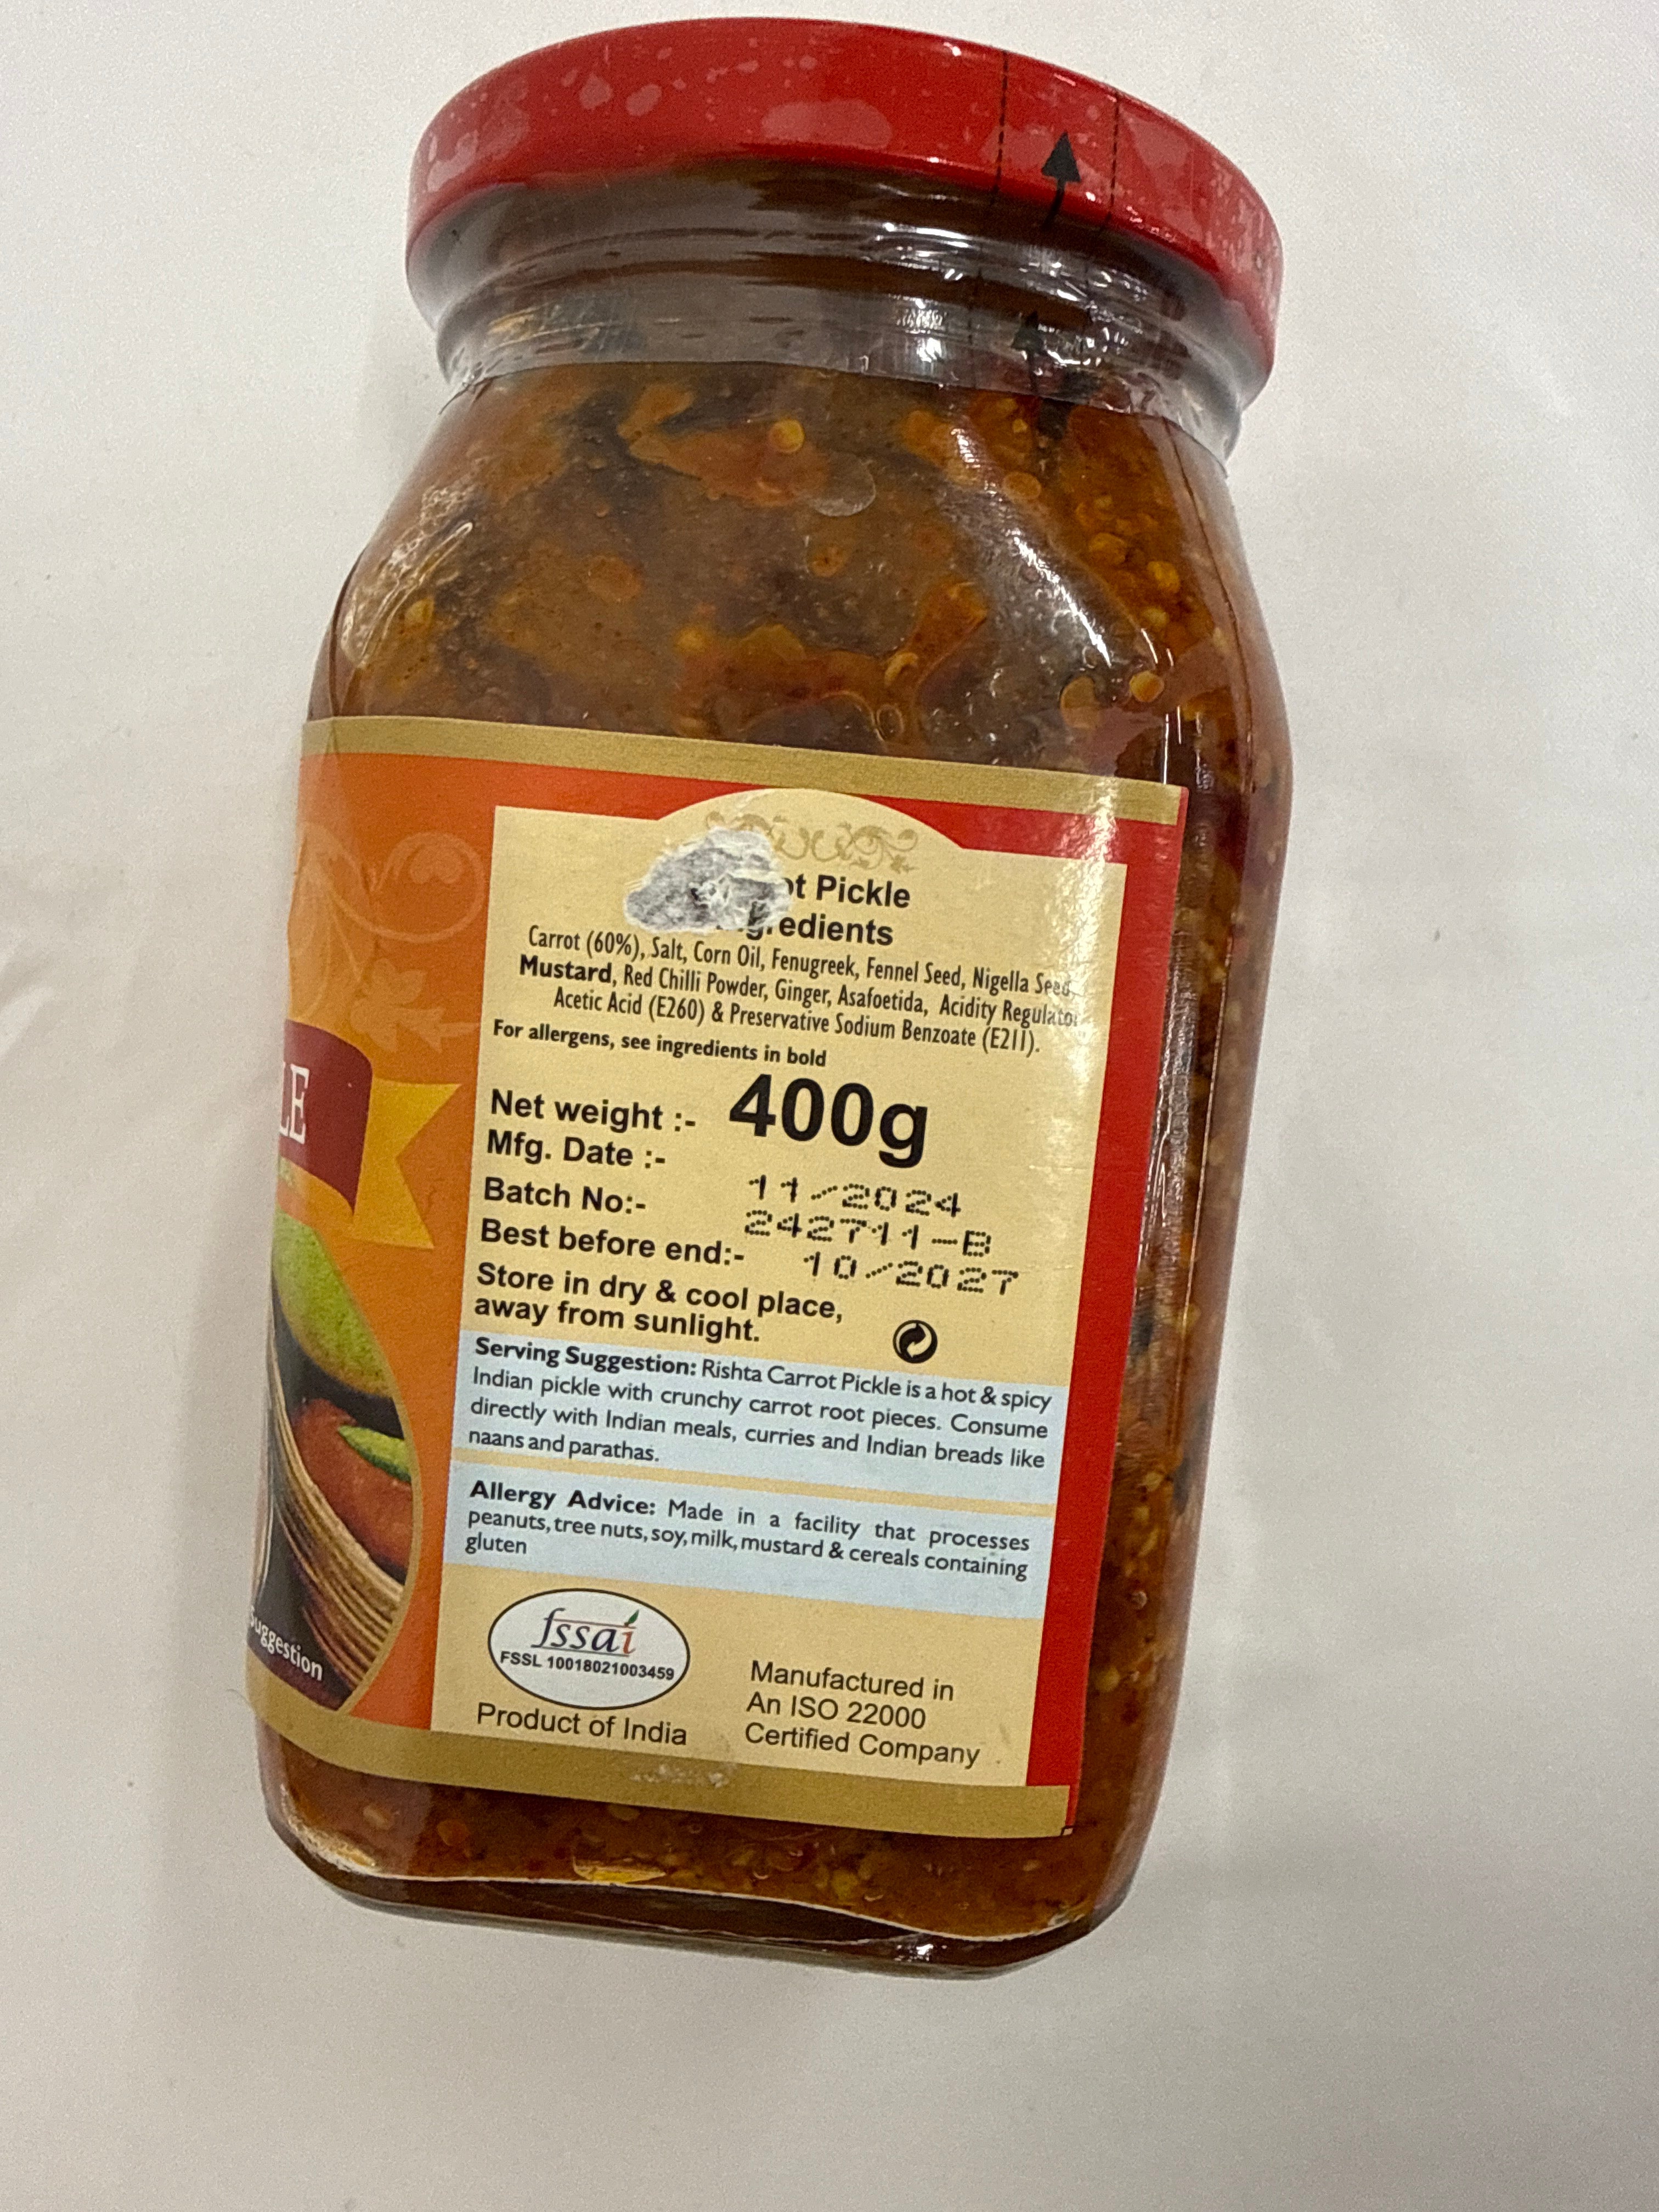 LE
uggestion
ot Pickle
gredients
Carrot (60%), Salt, Corn Oil, Fenugreek, Fennel Seed, Nigella Seed,
Mustard, Red Chilli Powder, Ginger, Asafoetida, Acidity Regulator
Acetic Acid (E260) & Preservative Sodium Benzoate (E211).
For allergens, see ingredients in bold
Net weight :- 400g
Mfg. Date :- 11/2024
Batch No:- 242711-B
Best before end:- 10/2027
Store in dry & cool place,
away from sunlight.
Serving Suggestion: Rishta Carrot Pickle is a hot & spicy
Indian pickle with crunchy carrot root pieces. Consume
directly with Indian meals, curries and Indian breads like
naans and parathas.
Allergy Advice: Made in a facility that processes
peanuts, tree nuts, soy, milk, mustard & cereals containing
gluten
fssai
FSSL 10018021003459
Product of India
Manufactured in
An ISO 22000
Certified Company